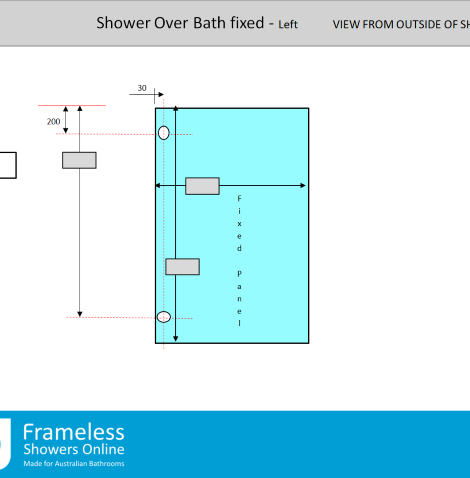 Shower Over Bath fixed - Left
VIEW FROM OUTSIDE OF SH
30
200
Fixed Panel
Frameless
Showers Online
Made for Australian Bathrooms